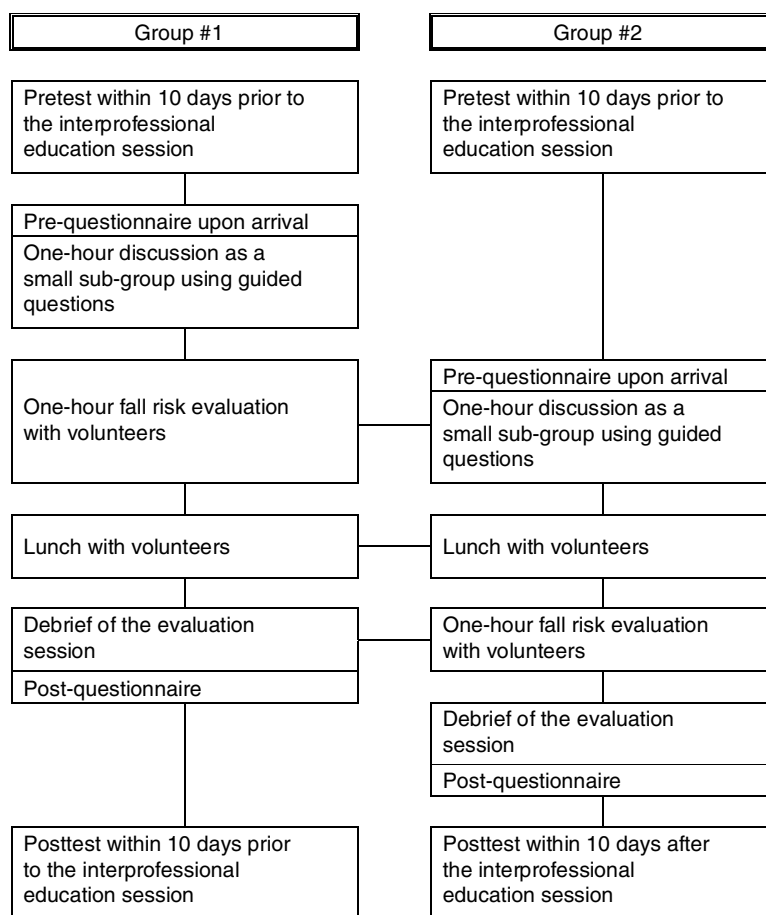 Group #1
Pretest within 10 days prior to
the interprofessional
education session
Pre-questionnaire upon arrival
One-hour discussion as a
small sub-group using guided
questions
One-hour fall risk evaluation
with volunteers
Lunch with volunteers
Debrief of the evaluation
session
Post-questionnaire
Posttest within 10 days prior
to the interprofessional
education session
Group #2
Pretest within 10 days prior to
the interprofessional
education session
Pre-questionnaire upon arrival
One-hour discussion as a
small sub-group using guided
questions
Lunch with volunteers
One-hour fall risk evaluation
with volunteers
Debrief of the evaluation
session
Post-questionnaire
Posttest within 10 days after
the interprofessional
education session